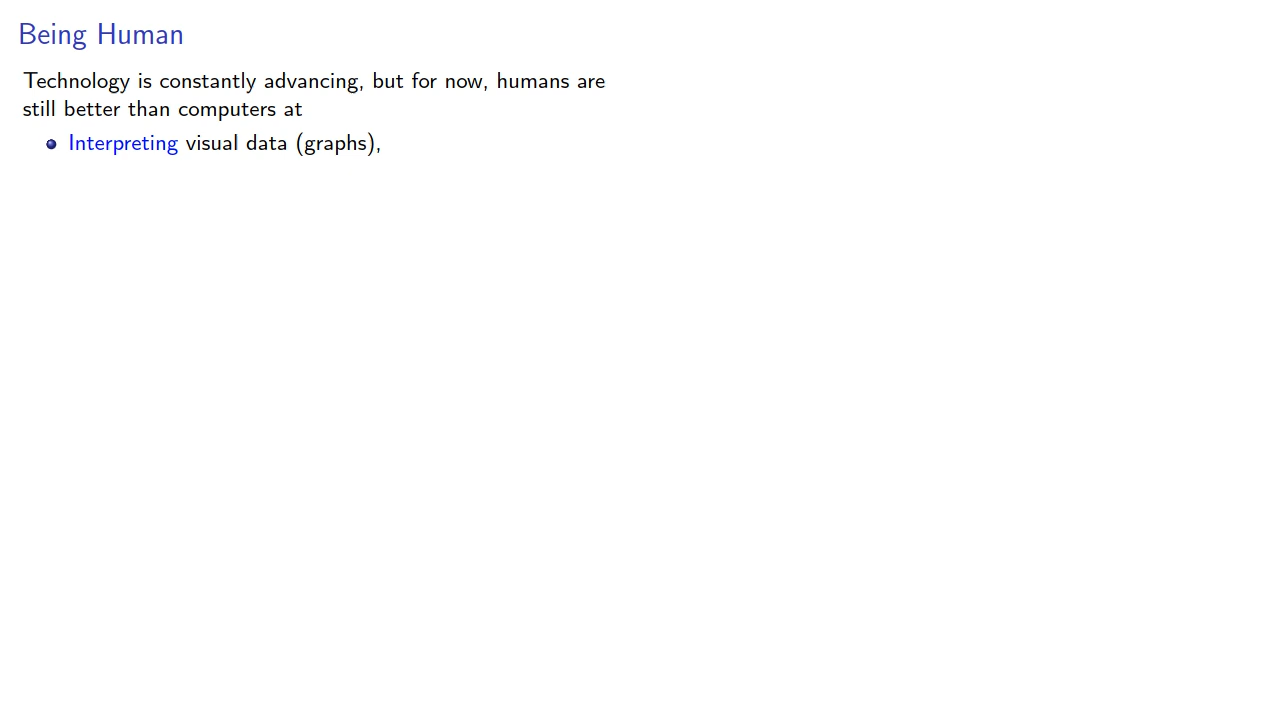 Being Human
Technology is constantly advancing, but for now, humans are
still better than computers at
Interpreting visual data (graphs),